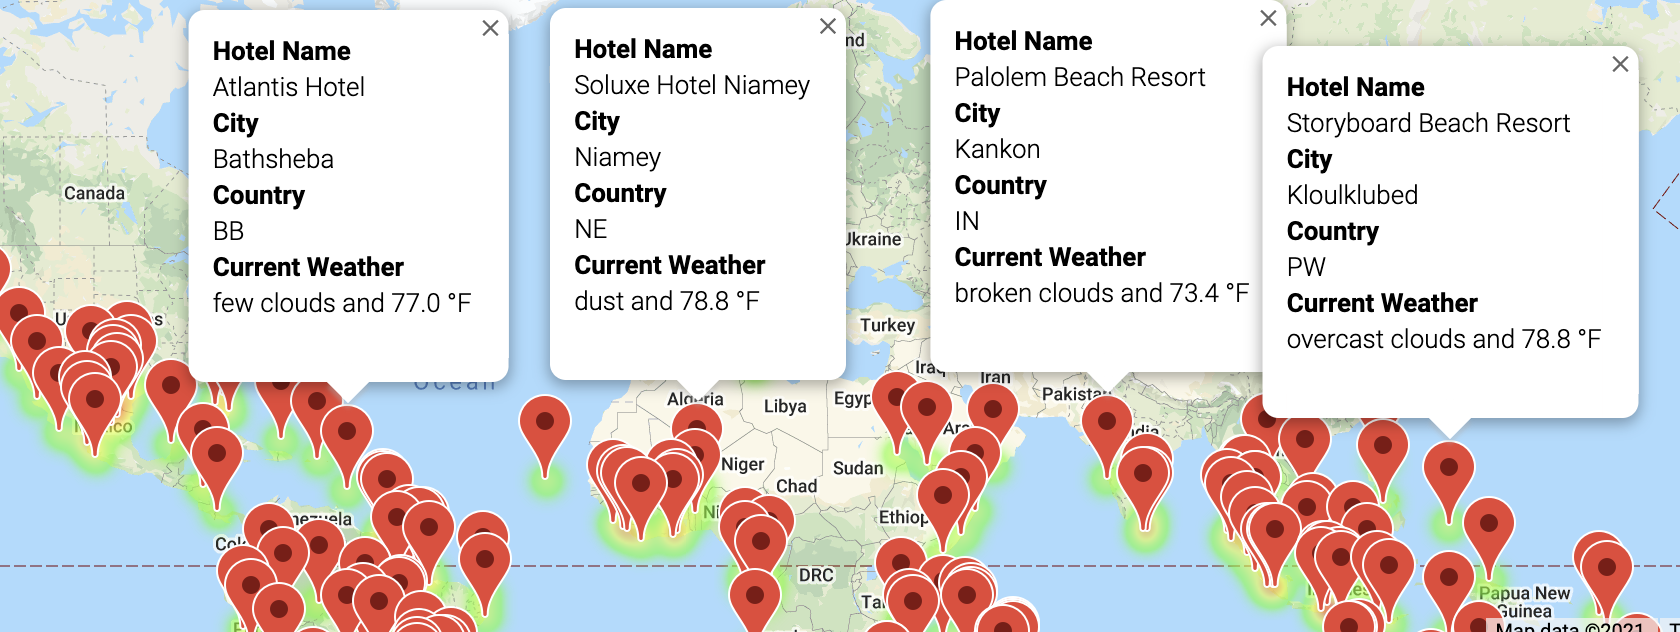 Hotel Name
Atlantis Hotel
City
Bathsheba
Country
BB
Current Weather
few clouds and 77.0 °F
Hotel Name
Soluxe Hotel Niamey
City
Niamey
Country
NE
Current Weather
dust and 78.8 °F
Hotel Name
Palolem Beach Resort
City
Kankon
Country
IN
Current Weather
broken clouds and 73.4 °F
Hotel Name
Storyboard Beach Resort
City
Kloulklubed
Country
PW
Current Weather
overcast clouds and 78.8 °F
Canada
Ukraine
Turkey
Iran
Pakistan
Ocean
Algeria
Libya
Niger
Sudan
Chad
DRC
Papua New
Guinea
Map data ©2021